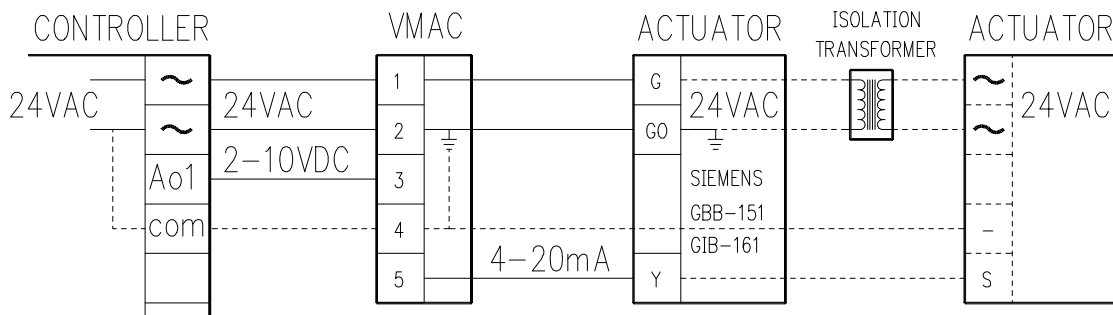 CONTROLLER VMAC ACTUATOR ISOLATION TRANSFORMER ACTUATOR
~ 1 G ~
24VAC 24VAC 24VAC 24VAC
~ 2 G0 ~
2-10VDC
Ao1 3 SIEMENS
GBB-151
com 4 -
GIB-161
4-20mA
5 Y S